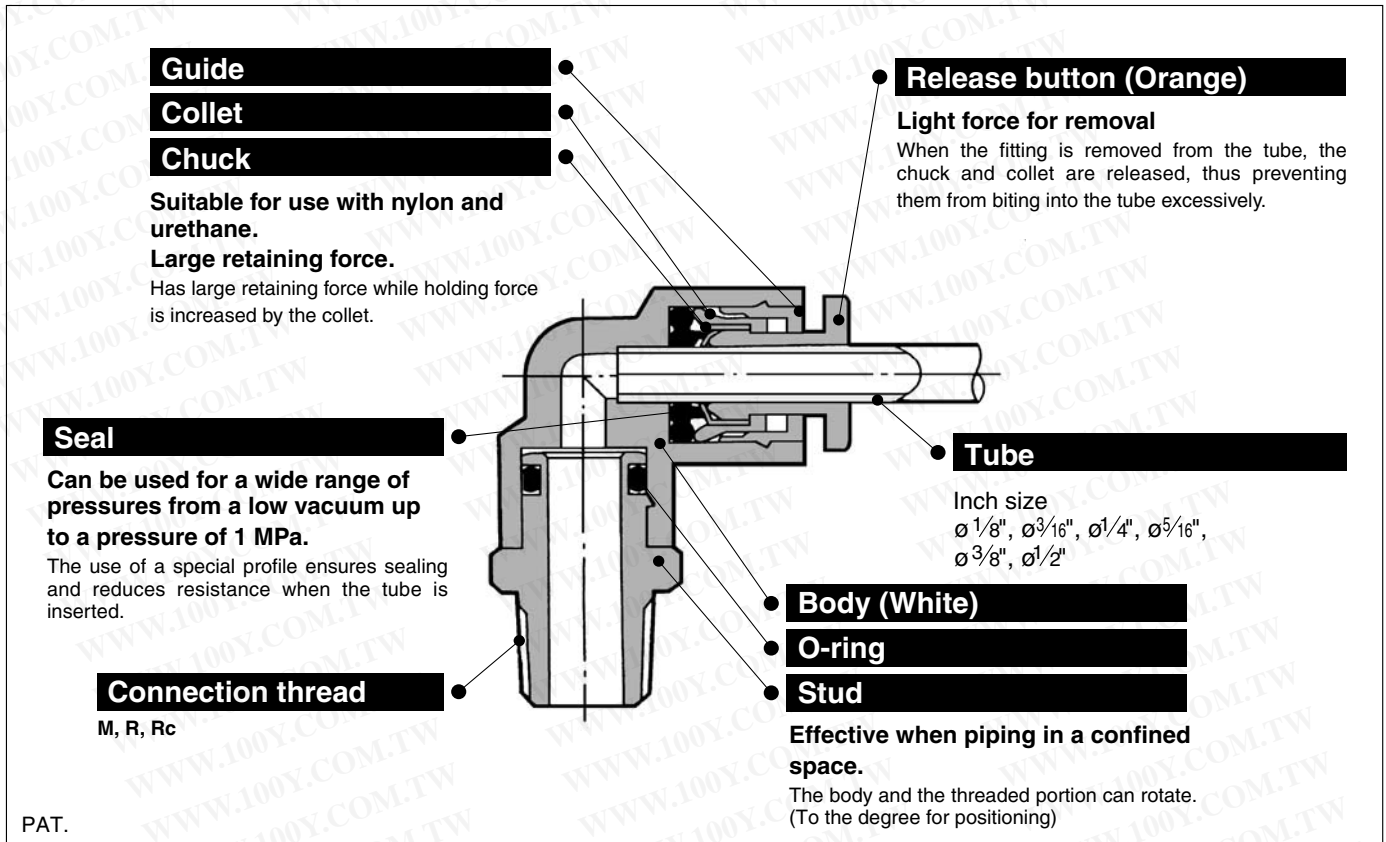 Guide
Collet
Chuck
Suitable for use with nylon and
urethane.
Large retaining force.
Has large retaining force while holding force
is increased by the collet.
Release button (Orange)
Light force for removal
When the fitting is removed from the tube, the
chuck and collet are released, thus preventing
them from biting into the tube excessively.
Seal
Can be used for a wide range of
pressures from a low vacuum up
to a pressure of 1 MPa.
The use of a special profile ensures sealing
and reduces resistance when the tube is
inserted.
Tube
Inch size
ø1/8", ø3/16", ø1/4", ø5/16",
ø3/8", ø1/2"
Connection thread
M, R, Rc
Body (White)
O-ring
Stud
Effective when piping in a confined
space.
The body and the threaded portion can rotate.
(To the degree for positioning)
PAT.
WWW.100Y.COM.TW